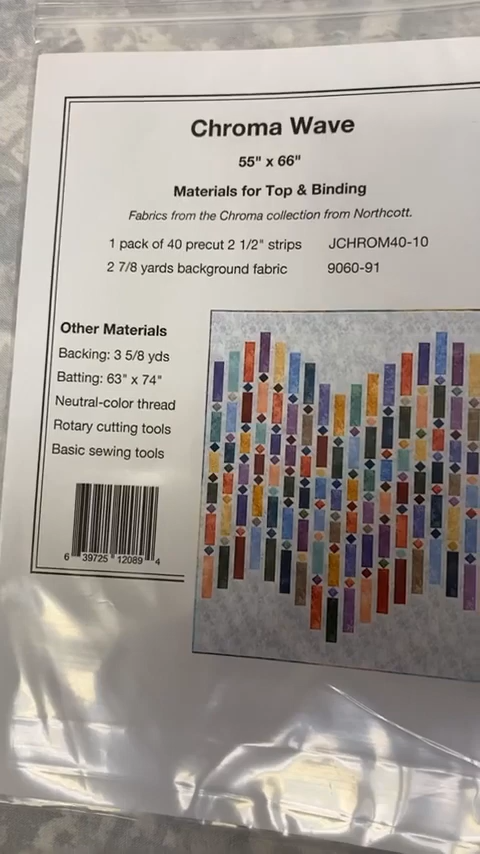 Chroma Wave
55" x 66"
Materials for Top & Binding
Fabrics from the Chroma collection from Northcott.
1 pack of 40 precut 2 1/2" strips JCHROM40-10
2 7/8 yards background fabric 9060-91
Other Materials
Backing: 3 5/8 yds
Batting: 63" x 74"
Neutral-color thread
Rotary cutting tools
Basic sewing tools
6 39725 12089 4